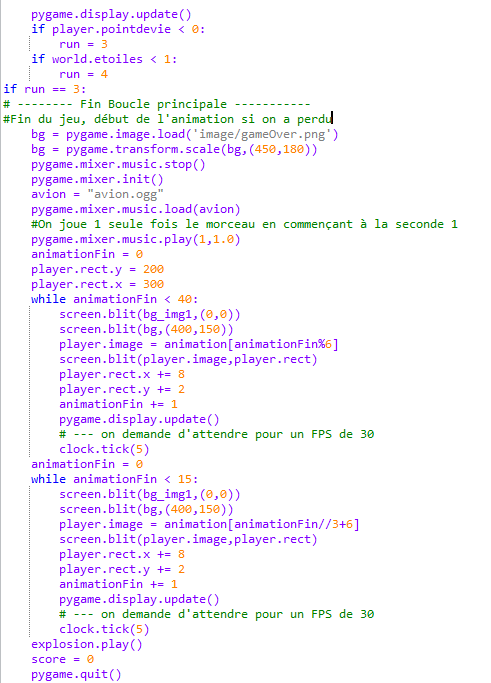 pygame.display.update()
if player.pointdevie < 0:
run = 3
if world.etoiles < 1:
run = 4
if run == 3:
# -------- Fin Boucle principale -----------
#Fin du jeu, début de l'animation si on a perdu
bg = pygame.image.load('image/gameOver.png')
bg = pygame.transform.scale(bg,(450,180))
pygame.mixer.music.stop()
pygame.mixer.init()
avion = "avion.ogg"
pygame.mixer.music.load(avion)
#On joue 1 seule fois le morceau en commençant à la seconde 1
pygame.mixer.music.play(1,1.0)
animationFin = 0
player.rect.y = 200
player.rect.x = 300
while animationFin < 40:
screen.blit(bg_img1,(0,0))
screen.blit(bg,(400,150))
player.image = animation[animationFin%6]
screen.blit(player.image,player.rect)
player.rect.x += 8
player.rect.y += 2
animationFin += 1
pygame.display.update()
# --- on demande d'attendre pour un FPS de 30
clock.tick(5)
animationFin = 0
while animationFin < 15:
screen.blit(bg_img1,(0,0))
screen.blit(bg,(400,150))
player.image = animation[animationFin//3+6]
screen.blit(player.image,player.rect)
player.rect.x += 8
player.rect.y += 2
animationFin += 1
pygame.display.update()
# --- on demande d'attendre pour un FPS de 30
clock.tick(5)
explosion.play()
score = 0
pygame.quit()